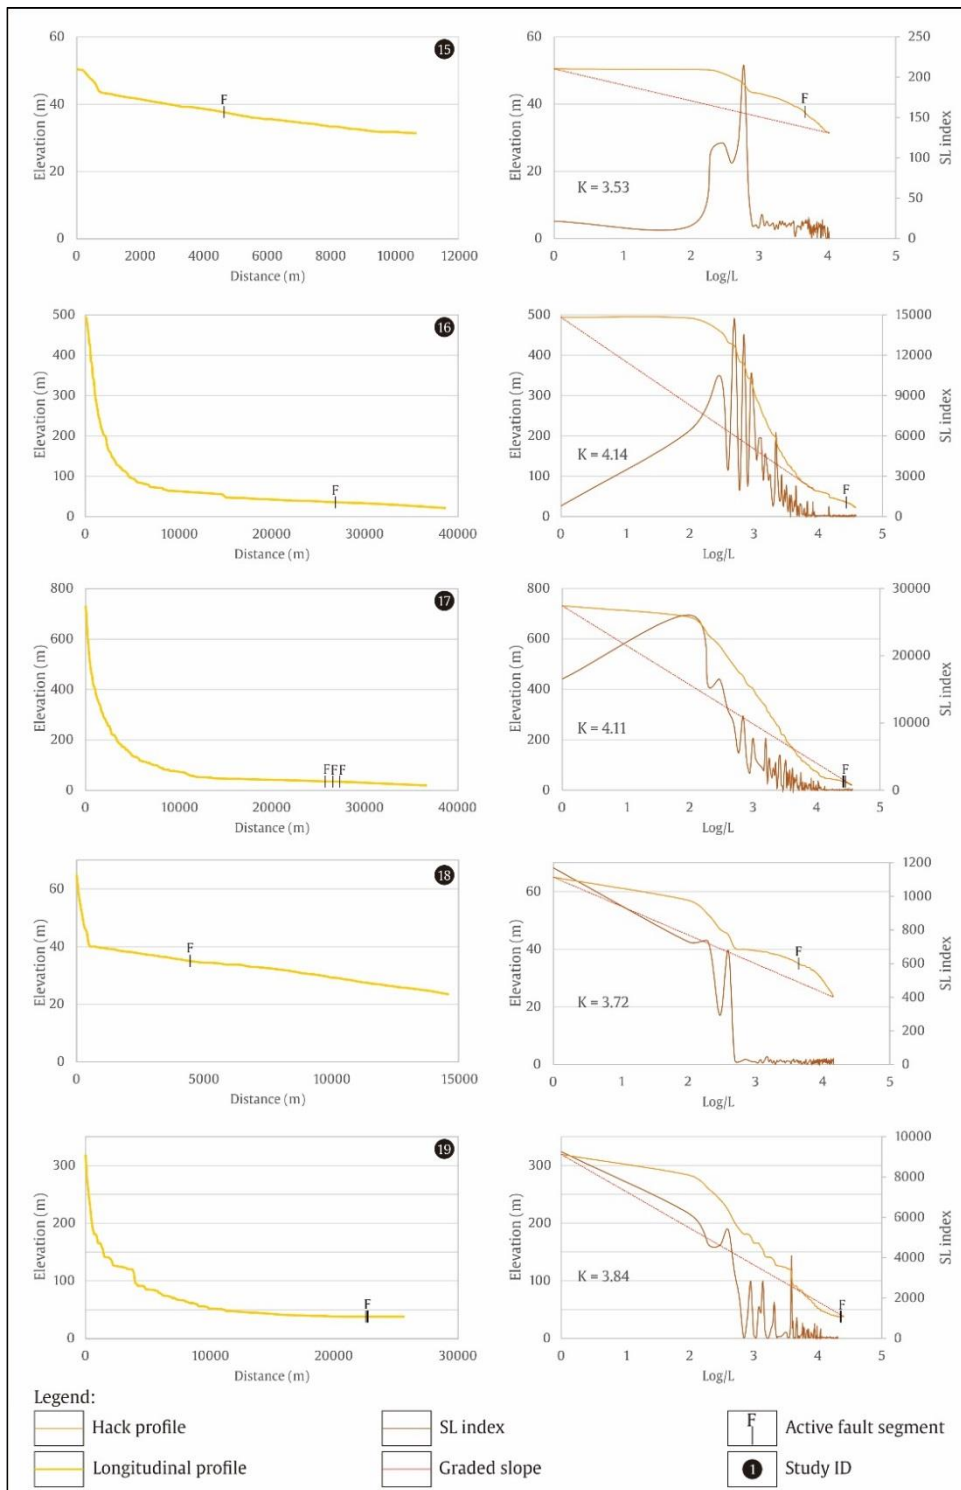 60 15 250
Elevation (m) 40 20 0 F
0 2000 4000 6000 8000 10000 12000
Distance (m)
60 40 20 0 Elevation (m) F K = 3.53 200 150 100 50 0 SL index
0 1 2 3 4 5
Log/L
500 16 15000
Elevation (m) 400 300 200 100 0 F
0 10000 20000 30000 40000
Distance (m)
500 400 300 200 100 0 Elevation (m) K = 4.14 F 12000 9000 6000 3000 0 SL index
0 1 2 3 4 5
Log/L
800 17 30000
Elevation (m) 600 400 200 0 F F F
0 10000 20000 30000 40000
Distance (m)
800 600 400 200 0 Elevation (m) K = 4.11 F 20000 10000 0 SL index
0 1 2 3 4 5
Log/L
18 1200
Elevation (m) 60 40 20 0 F
0 5000 10000 15000
Distance (m)
60 40 20 0 Elevation (m) F K = 3.72 1000 800 600 400 200 0 SL index
0 1 2 3 4 5
Log/L
19 10000
Elevation (m) 300 200 100 0 F
0 10000 20000 30000
Distance (m)
300 200 100 0 Elevation (m) K = 3.84 F 8000 6000 4000 2000 0 SL index
0 1 2 3 4 5
Log/L
Legend:
Hack profile SL index F Active fault segment
Longitudinal profile Graded slope 1 Study ID